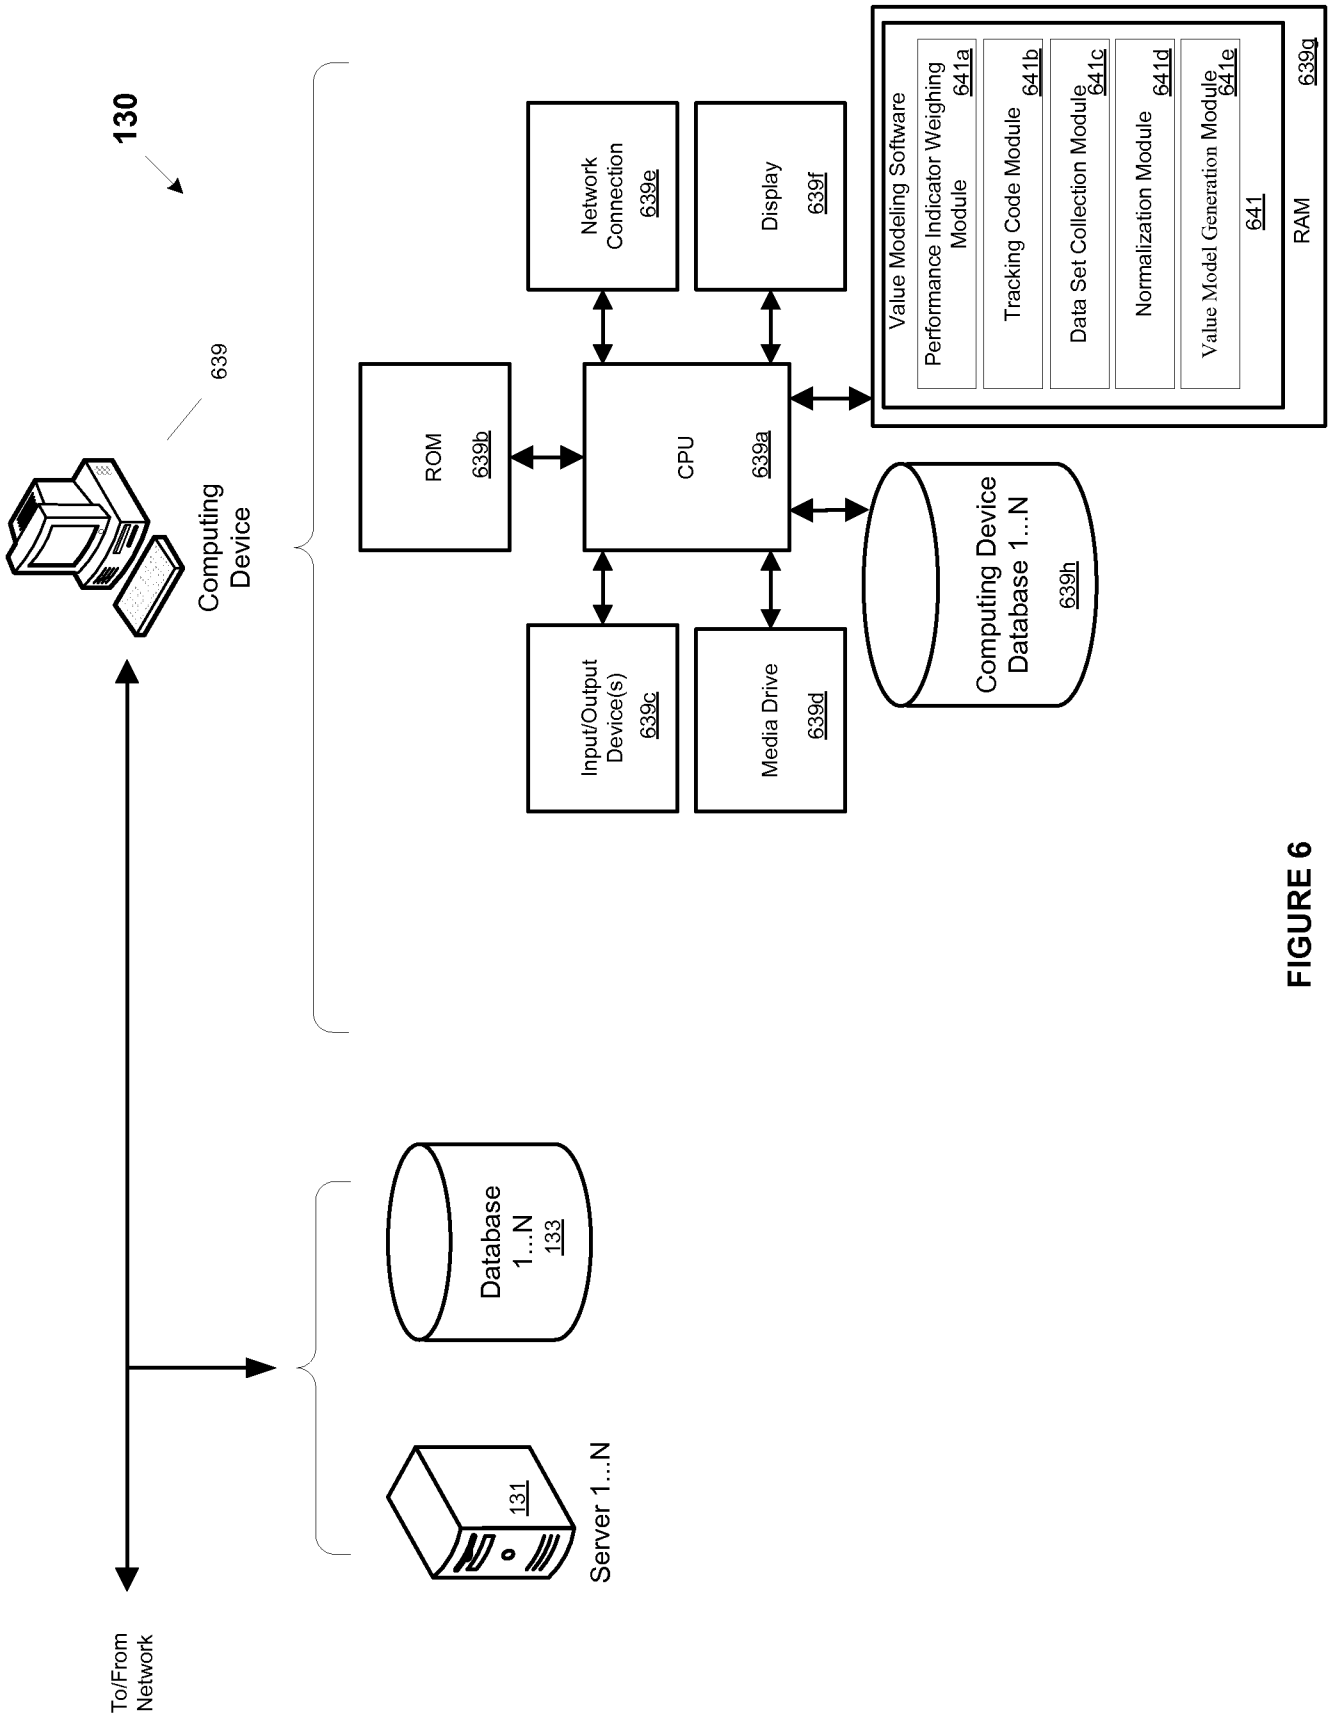 130
639
Computing
Device
To/From
Network
Server 1...N
131
Database
1...N
133
ROM
639b
Input/Output
Device(s)
639c
CPU
639a
Network
Connection
639e
Media Drive
639d
Display
639f
Computing Device
Database 1...N
639h
Value Modeling Software
Performance Indicator Weighing
Module
641a
Tracking Code Module
641b
Data Set Collection Module
641c
Normalization Module
641d
Value Model Generation Module
641e
641
RAM
639g
FIGURE 6